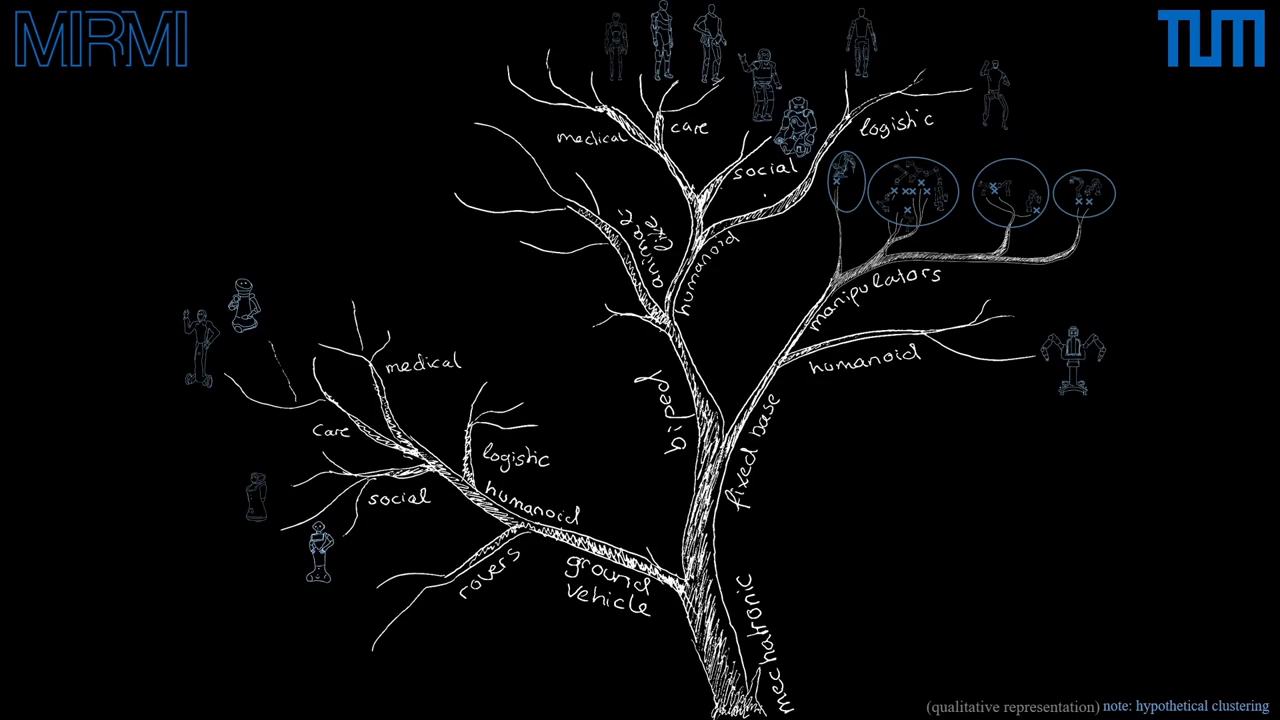 MIRMI
TUM
medical
care
social
logistic
animal-
like
humanoid
manipulators
humanoid
biped
fixed base
medical
care
social
logistic
humanoid
rovers
ground
vehicle
mechatronic
(qualitative representation) note: hypothetical clustering